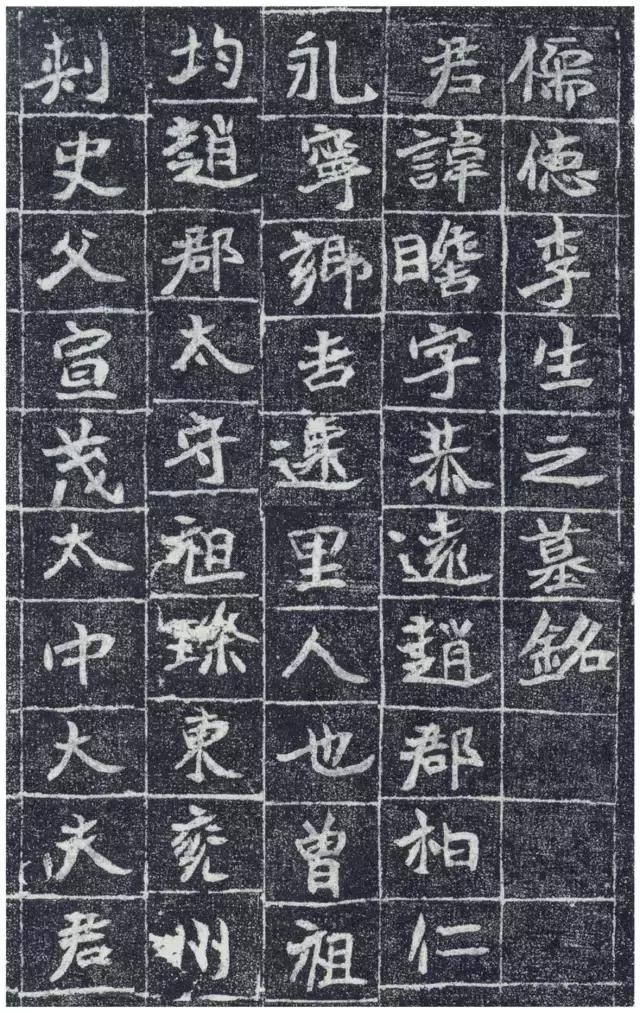 儒德李生之墓銘
君諱瞻字恭遠趙郡柏仁
永寧鄉吉里人也曾祖
均趙郡太守祖璨東兗州
刺史父宣茂太中大夫君